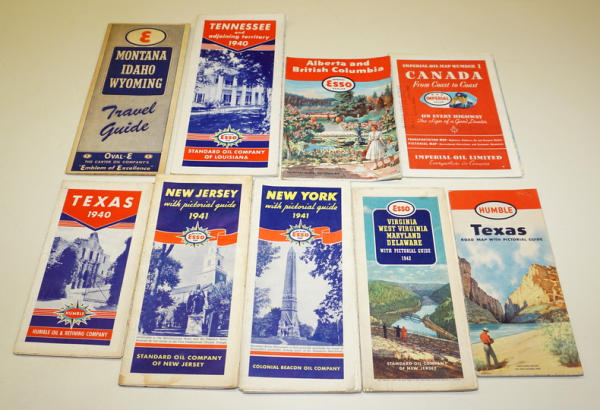 E
MONTANA
IDAHO
WYOMING
Travel
Guide
OVAL-E
THE CARTER OIL COMPANY'S
"Emblem of Excellence"
TENNESSEE
and
adjoining territory
1940
Esso
STANDARD OIL COMPANY
OF LOUISIANA
Alberta and
British Columbia
Esso
IMPERIAL OIL MAP NUMBER 1
CANADA
From Coast to Coast
IMPERIAL
ON EVERY HIGHWAY
The Sign of a Good Dealer
IMPERIAL OIL LIMITED
Everywhere in Canada
TEXAS
1940
HUMBLE
HUMBLE OIL & REFINING COMPANY
NEW JERSEY
with pictorial guide
1941
Esso
STANDARD OIL COMPANY
OF NEW JERSEY
NEW YORK
with pictorial guide
1941
Esso
COLONIAL BEACON OIL COMPANY
Esso
VIRGINIA
WEST VIRGINIA
MARYLAND
DELAWARE
WITH PICTORIAL GUIDE
1942
STANDARD OIL COMPANY
OF NEW JERSEY
HUMBLE
Texas
ROAD MAP WITH PICTORIAL GUIDE